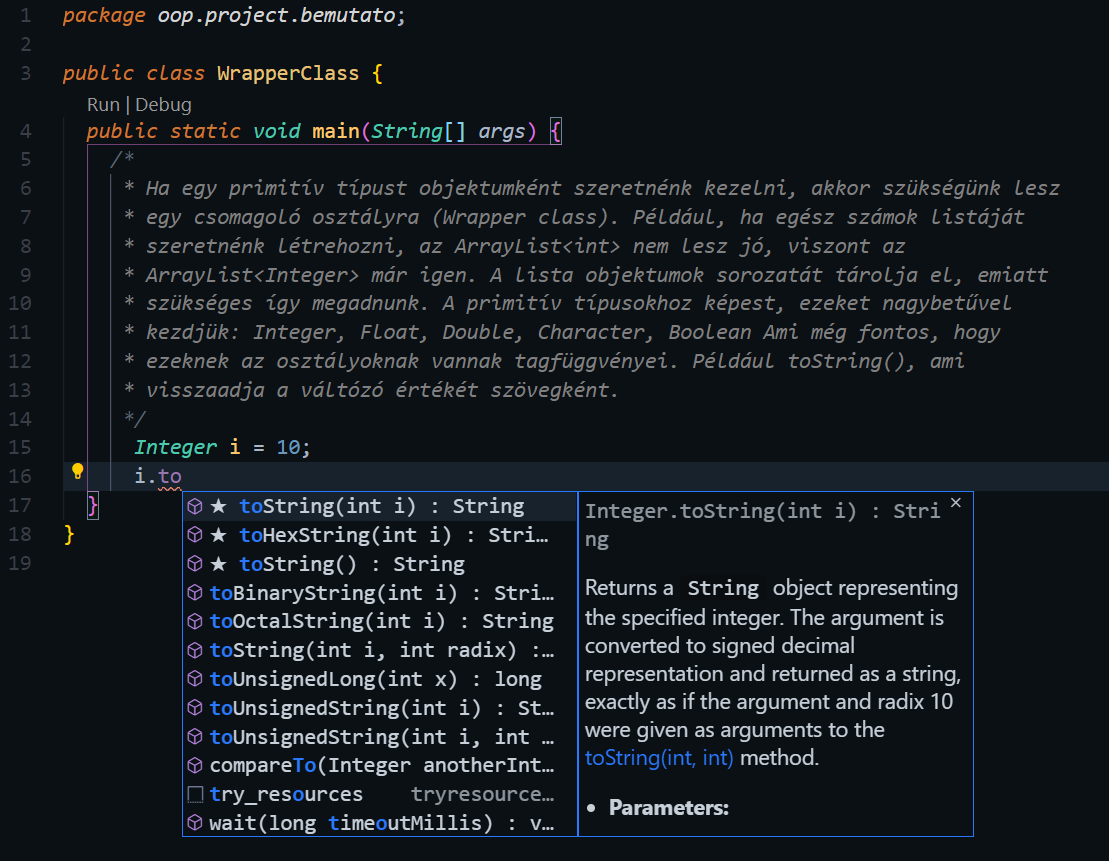 1 package oop.project.bemutato;
2
3 public class WrapperClass {
Run | Debug
4 public static void main(String[] args) {
5 /*
6 * Ha egy primitív típust objektumként szeretnénk kezelni, akkor szükségünk lesz
7 * egy csomagoló osztályra (Wrapper class). Például, ha egész számok listáját
8 * szeretnénk létrehozni, az ArrayList<int> nem lesz jó, viszont az
9 * ArrayList<Integer> már igen. A lista objektumok sorozatát tárolja el, emiatt
10 * szükséges így megadnunk. A primitív típusokhoz képest, ezeket nagybetűvel
11 * kezdjük: Integer, Float, Double, Character, Boolean Ami még fontos, hogy
12 * ezeknek az osztályoknak vannak tagfüggvényei. Például toString(), ami
13 * visszaadja a váltózó értékét szövegként.
14 */
15 Integer i = 10;
16 i.to
17 }
18 }
19
★ toString(int i) : String
★ toHexString(int i) : Stri…
★ toString() : String
toBinaryString(int i) : Stri…
toOctalString(int i) : String
toString(int i, int radix) :…
toUnsignedLong(int x) : long
toUnsignedString(int i) : St…
toUnsignedString(int i, int …
compareTo(Integer anotherInt…
try_resources tryresource…
wait(long timeoutMillis) : v…
Integer.toString(int i) : Stri
ng
Returns a String object representing
the specified integer. The argument is
converted to signed decimal
representation and returned as a string,
exactly as if the argument and radix 10
were given as arguments to the
toString(int, int) method.
• Parameters: